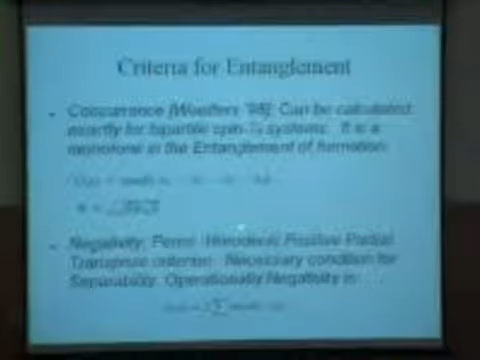 Criteria for Entanglement
Concurrence [Wootters '98]: Can be calculated
exactly for bipartite spin-½ systems. It is a
monotone in the Entanglement of formation.
Negativity: Peres Horodecki Positive Partial
Transpose criterion. Necessary condition for
Separability. Operationally Negativity is: